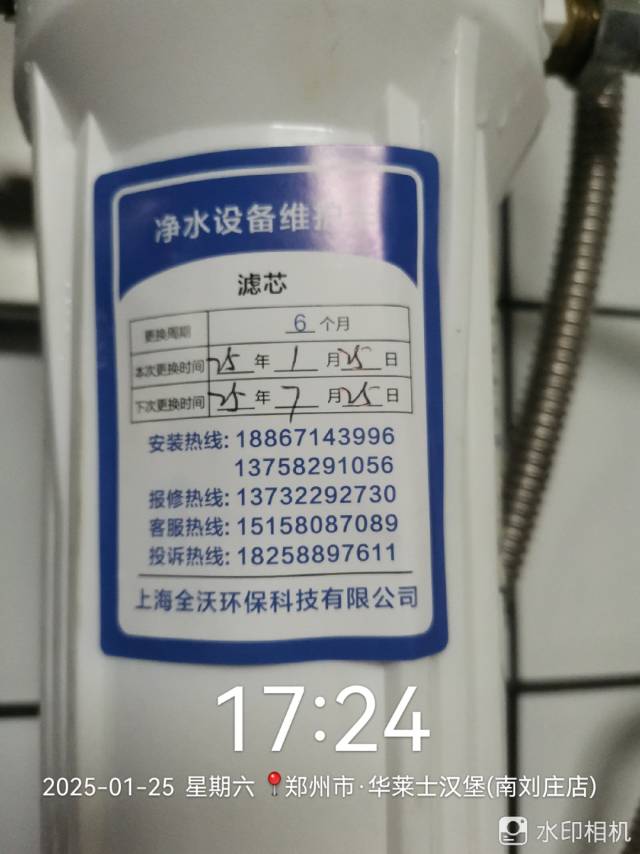 净水设备维护卡
滤芯
更换周期 6 个月
本次更换时间 25 年 1 月 25 日
下次更换时间 25 年 7 月 25 日
安装热线: 18867143996
13758291056
报修热线: 13732292730
客服热线: 15158087089
投诉热线: 18258897611
上海全沃环保科技有限公司
17:24
2025-01-25 星期六 📍郑州市·华莱士汉堡(南刘庄店)
水印相机